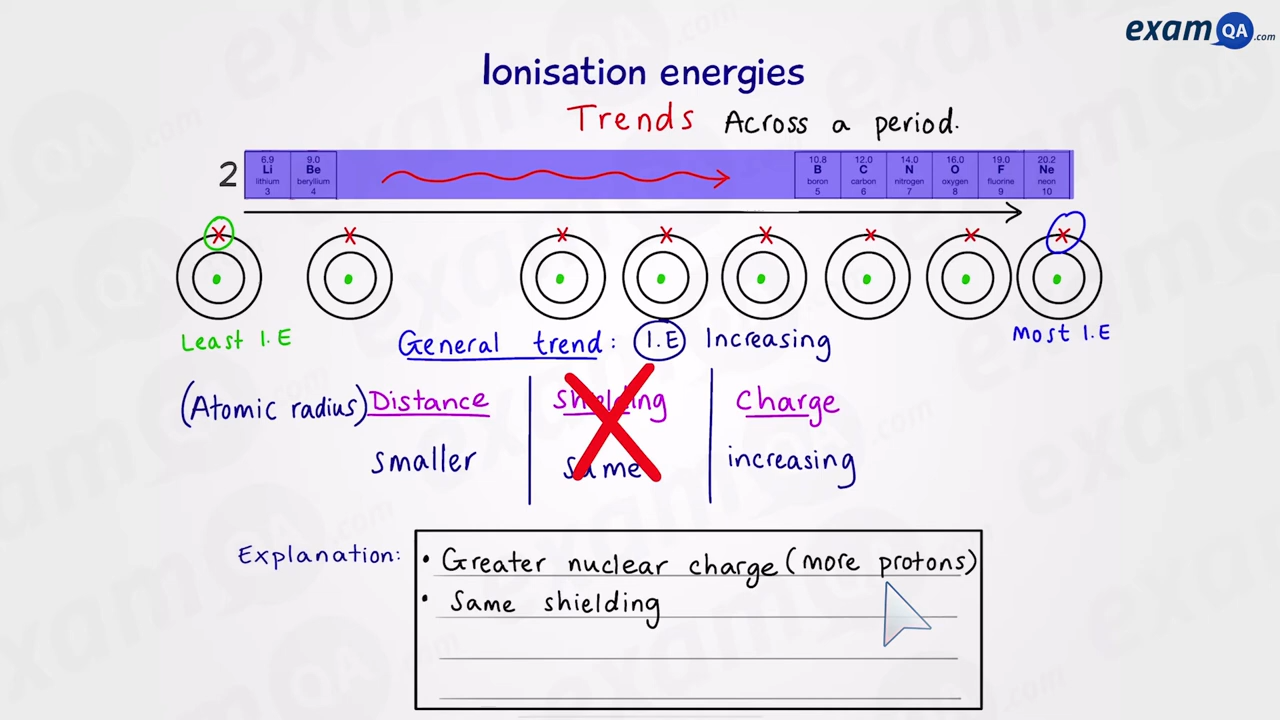 examQA.com
Ionisation energies
Trends Across a period.
2
6.9 Li lithium 3
9.0 Be beryllium 4
10.8 B boron 5
12.0 C carbon 6
14.0 N nitrogen 7
16.0 O oxygen 8
19.0 F fluorine 9
20.2 Ne neon 10
Least I.E
General trend: I.E Increasing
Most I.E
(Atomic radius) Distance
Shielding
Charge
smaller
same
increasing
Explanation:
• Greater nuclear charge (more protons)
• Same shielding